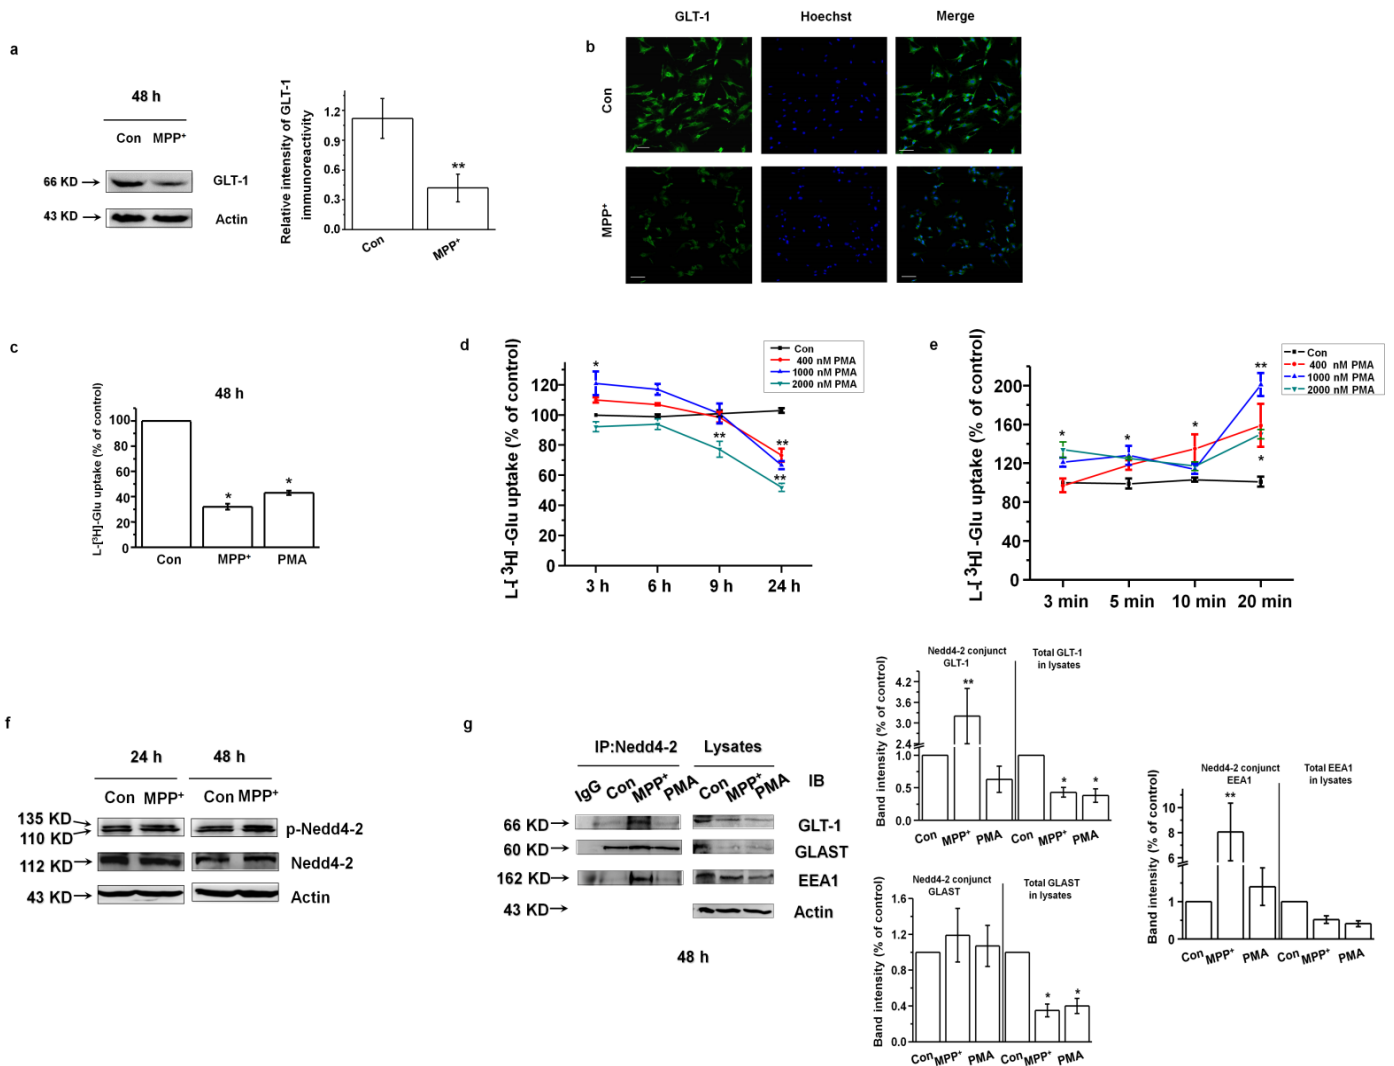 a
48 h
Con MPP+
66 KD → GLT-1
43 KD → Actin
Relative intensity of GLT-1
immunoreactivity
1.2
0.9
0.6
0.3
0.0
**
Con
MPP+
b
GLT-1 Hoechst Merge
Con
MPP+
c
48 h
L-[3H]-Glu uptake (% of control)
100
80
60
40
20
0
* *
Con MPP+ PMA
d
L-[3H]-Glu uptake (% of control)
120
100
80
60
40
20
0
Con
400 nM PMA
1000 nM PMA
2000 nM PMA
*
**
**
**
3 h 6 h 9 h 24 h
e
L-[3H]-Glu uptake (% of control)
200
160
120
80
40
0
Con
400 nM PMA
1000 nM PMA
2000 nM PMA
* * * **
*
3 min 5 min 10 min 20 min
f
24 h 48 h
Con MPP+ Con MPP+
135 KD
110 KD
p-Nedd4-2
112 KD → Nedd4-2
43 KD → Actin
g
IP:Nedd4-2 Lysates
IgG Con MPP+ PMA Con MPP+ PMA IB
66 KD → GLT-1
60 KD → GLAST
162 KD → EEA1
43 KD → Actin
48 h
Nedd4-2 conjunct
GLT-1
Total GLT-1
in lysates
Band intensity (% of control)
4.2
3.6
3.0
2.4
1.0
0.5
0.0
**
* *
Con MPP+ PMA Con MPP+ PMA
Nedd4-2 conjunct
GLAST
Total GLAST
in lysates
Band intensity (% of control)
1.6
1.2
0.8
0.4
0.0
* *
Con MPP+ PMA Con MPP+ PMA
Nedd4-2 conjunct
EEA1
Total EEA1
in lysates
Band intensity (% of control)
10
8
6
1
0
**
Con MPP+ PMA Con MPP+ PMA